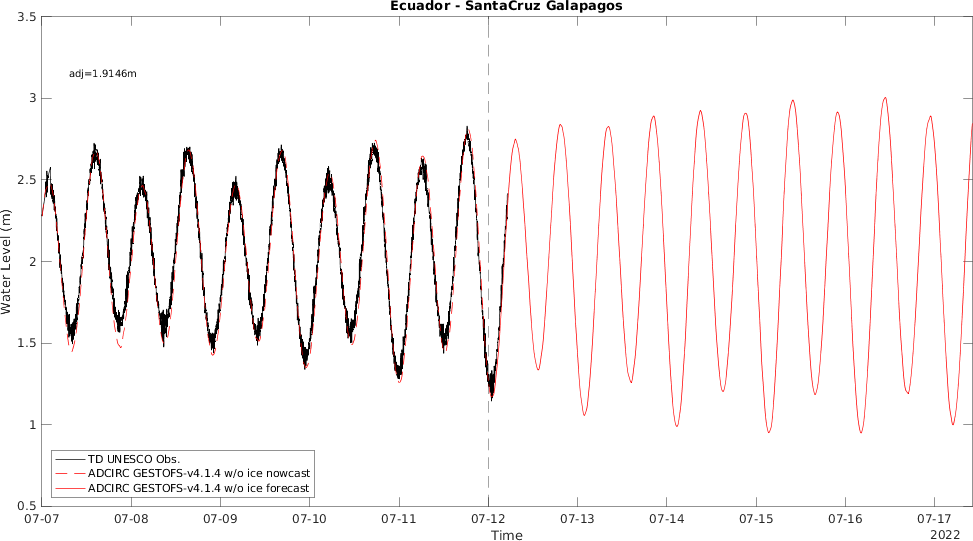 Ecuador - SantaCruz Galapagos
adj=1.9146m
Water Level (m)
3.5
3
2.5
2
1.5
1
0.5
TD UNESCO Obs.
ADCIRC GESTOFS-v4.1.4 w/o ice nowcast
ADCIRC GESTOFS-v4.1.4 w/o ice forecast
07-07 07-08 07-09 07-10 07-11 07-12 07-13 07-14 07-15 07-16 07-17
Time
2022